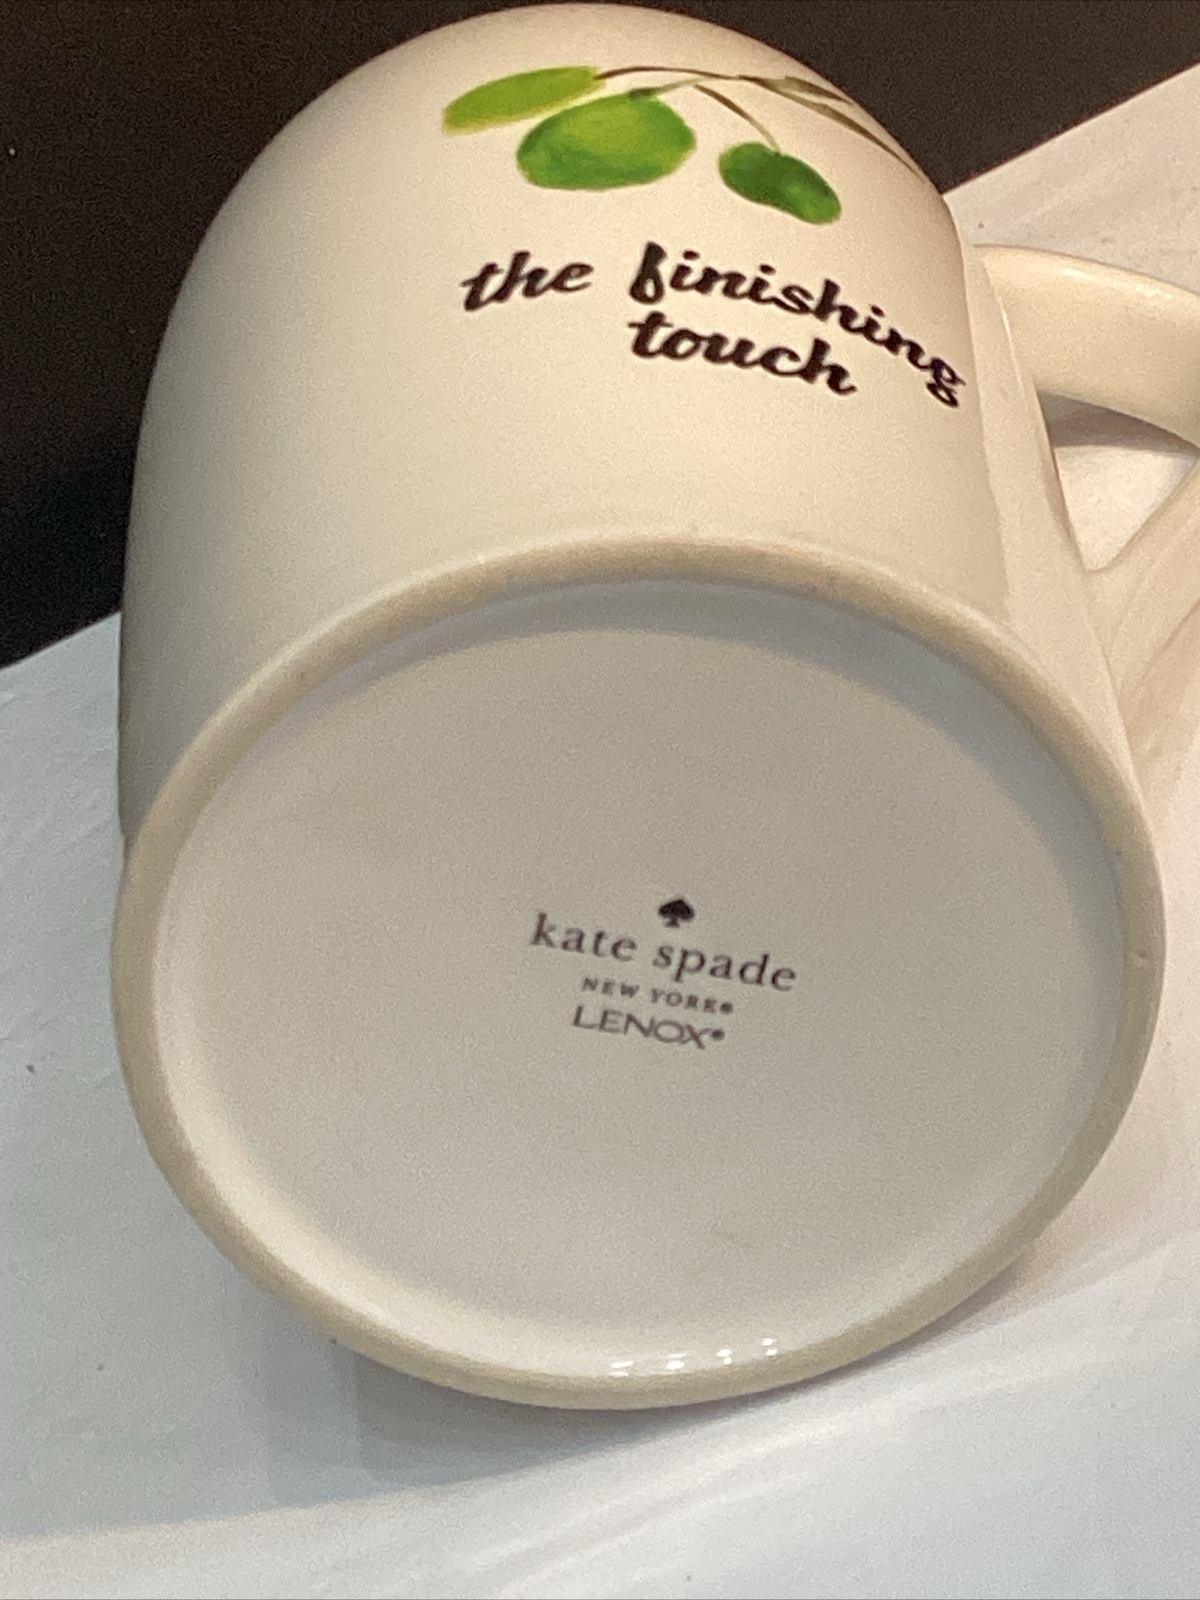 the finishing
touch
kate spade
NEW YORK®
LENOX®